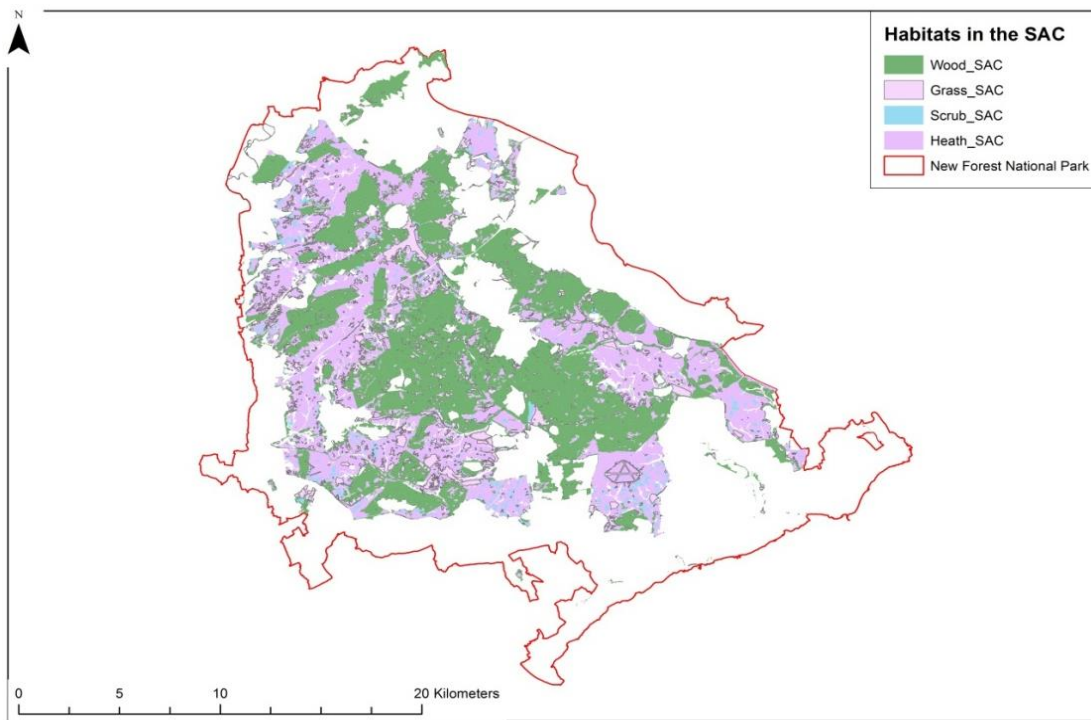 N
Habitats in the SAC
Wood_SAC
Grass_SAC
Scrub_SAC
Heath_SAC
New Forest National Park
0 5 10 20 Kilometers